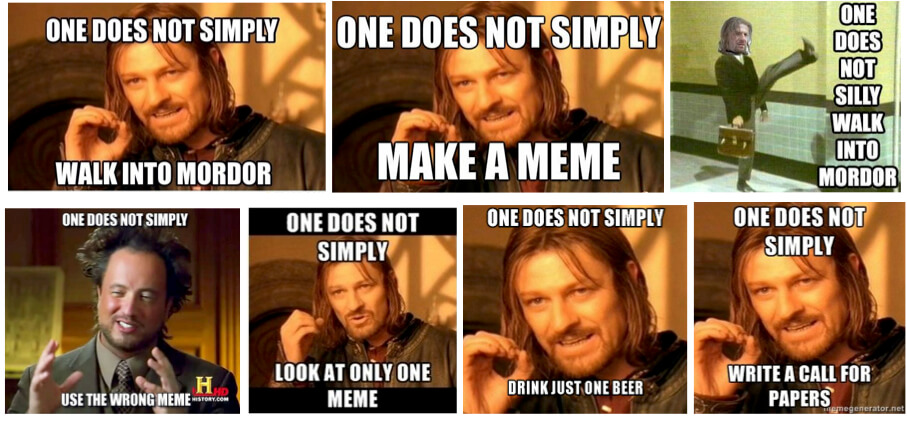 ONE DOES NOT SIMPLY
WALK INTO MORDOR
ONE DOES NOT SIMPLY
MAKE A MEME
ONE
DOES
NOT
SILLY
WALK
INTO
MORDOR
ONE DOES NOT SIMPLY
USE THE WRONG MEME
H HD
HISTORY.COM
ONE DOES NOT
SIMPLY
LOOK AT ONLY ONE
MEME
ONE DOES NOT SIMPLY
DRINK JUST ONE BEER
ONE DOES NOT
SIMPLY
WRITE A CALL FOR
PAPERS
memegenerator.net